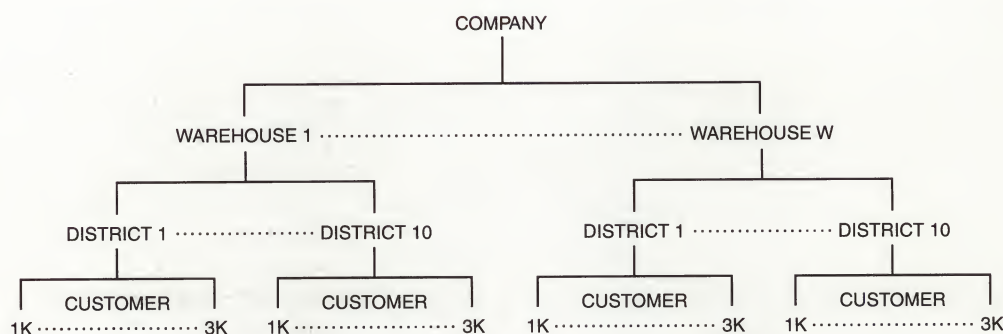 COMPANY
WAREHOUSE 1 WAREHOUSE W
DISTRICT 1 DISTRICT 10 DISTRICT 1 DISTRICT 10
CUSTOMER CUSTOMER CUSTOMER CUSTOMER
1K 3K 1K 3K 1K 3K 1K 3K